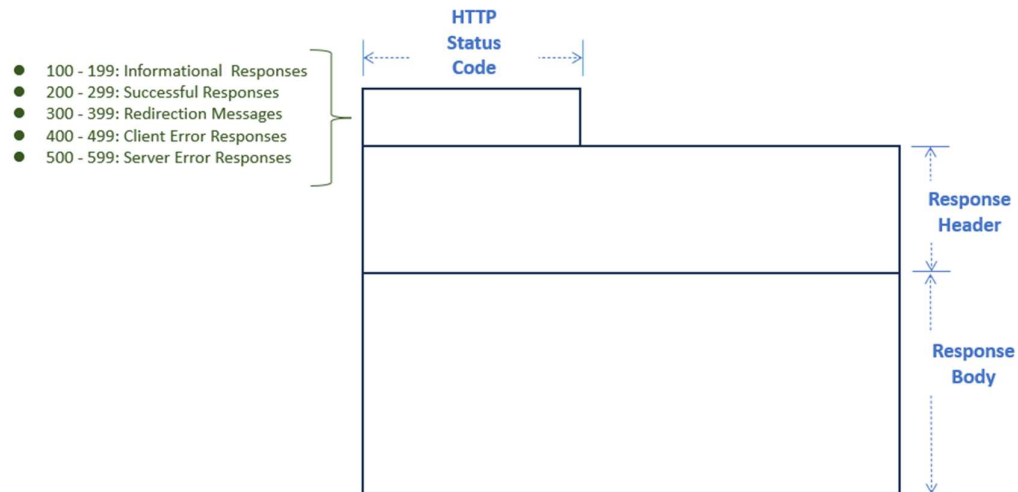 HTTP
Status
Code
100 - 199: Informational Responses
200 - 299: Successful Responses
300 - 399: Redirection Messages
400 - 499: Client Error Responses
500 - 599: Server Error Responses
Response
Header
Response
Body